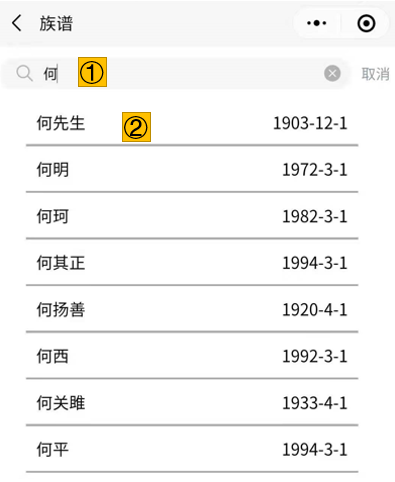 族谱
何 ① 取消
何先生 ② 1903-12-1
何明 1972-3-1
何珂 1982-3-1
何其正 1994-3-1
何扬善 1920-4-1
何西 1992-3-1
何关雎 1933-4-1
何平 1994-3-1